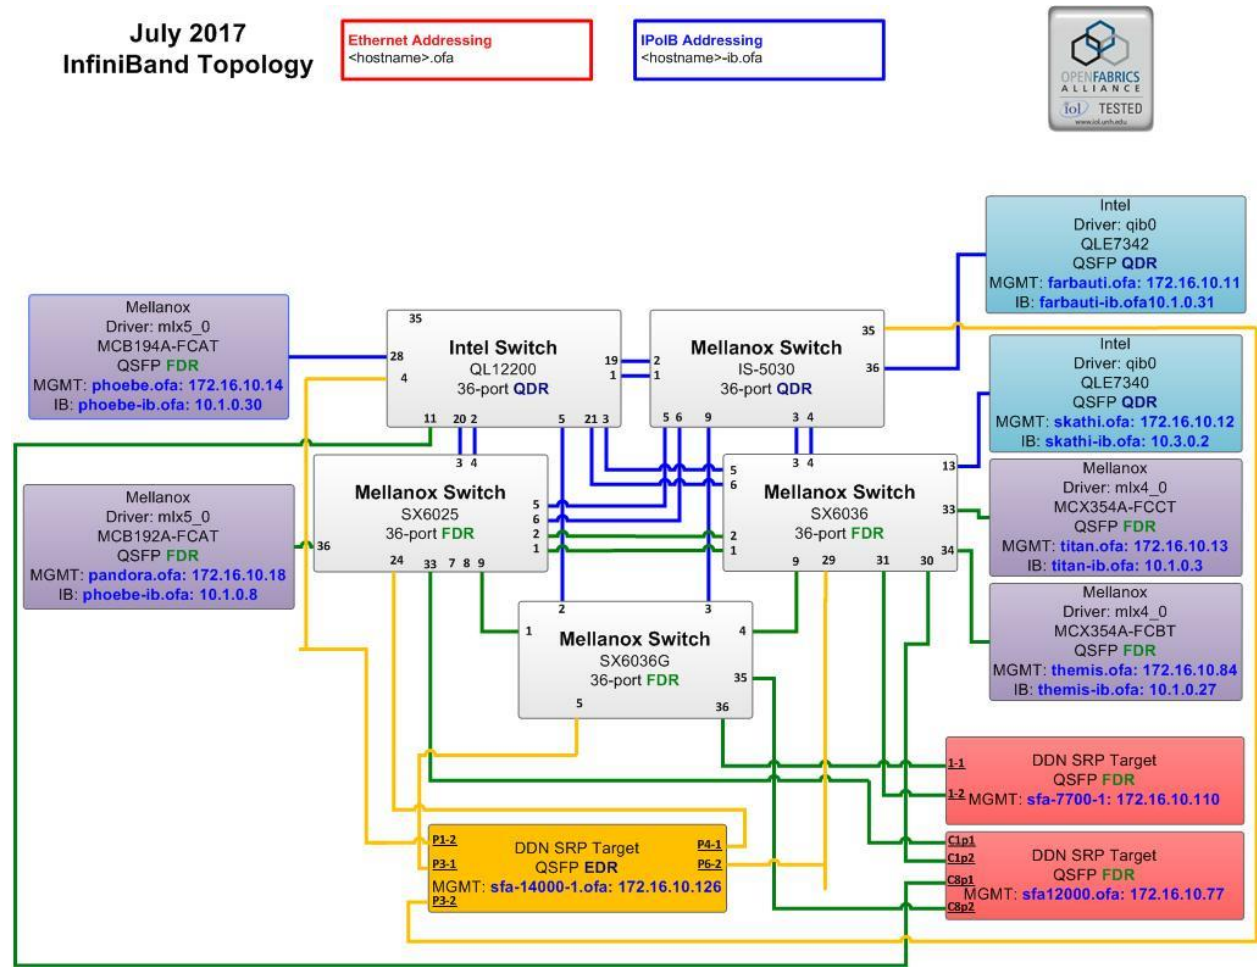 July 2017
InfiniBand Topology
Ethernet Addressing
<hostname>.ofa
IPoIB Addressing
<hostname>-ib.ofa
OPENFABRICS
ALLIANCE
iol TESTED
www.iol.unh.edu
Intel
Driver: qib0
QLE7342
QSFP QDR
MGMT: farbauti.ofa: 172.16.10.11
IB: farbauti-ib.ofa10.1.0.31
Mellanox
Driver: mlx5_0
MCB194A-FCAT
QSFP FDR
MGMT: phoebe.ofa: 172.16.10.14
IB: phoebe-ib.ofa: 10.1.0.30
35
28
4
Intel Switch
QL12200
36-port QDR
19
1
11
20 2
5
21 3
2
1
Mellanox Switch
IS-5030
36-port QDR
35
36
5 6
9
3 4
Intel
Driver: qib0
QLE7340
QSFP QDR
MGMT: skathi.ofa: 172.16.10.12
IB: skathi-ib.ofa: 10.3.0.2
Mellanox
Driver: mlx5_0
MCB192A-FCAT
QSFP FDR
MGMT: pandora.ofa: 172.16.10.18
IB: phoebe-ib.ofa: 10.1.0.8
3 4
36
Mellanox Switch
SX6025
36-port FDR
5
6
2
1
24
33
7 8 9
3 4
5
6
2
1
Mellanox Switch
SX6036
36-port FDR
13
33
34
9
29
31
30
Mellanox
Driver: mlx4_0
MCX354A-FCCT
QSFP FDR
MGMT: titan.ofa: 172.16.10.13
IB: titan-ib.ofa: 10.1.0.3
Mellanox
Driver: mlx4_0
MCX354A-FCBT
QSFP FDR
MGMT: themis.ofa: 172.16.10.84
IB: themis-ib.ofa: 10.1.0.27
2
3
1
Mellanox Switch
SX6036G
36-port FDR
4
35
5
36
1-1
1-2
DDN SRP Target
QSFP FDR
MGMT: sfa-7700-1: 172.16.10.110
P1-2
P3-1
P3-2
DDN SRP Target
QSFP EDR
MGMT: sfa-14000-1.ofa: 172.16.10.126
P4-1
P6-2
C1p1
C1p2
C8p1
C8p2
DDN SRP Target
QSFP FDR
MGMT: sfa12000.ofa: 172.16.10.77